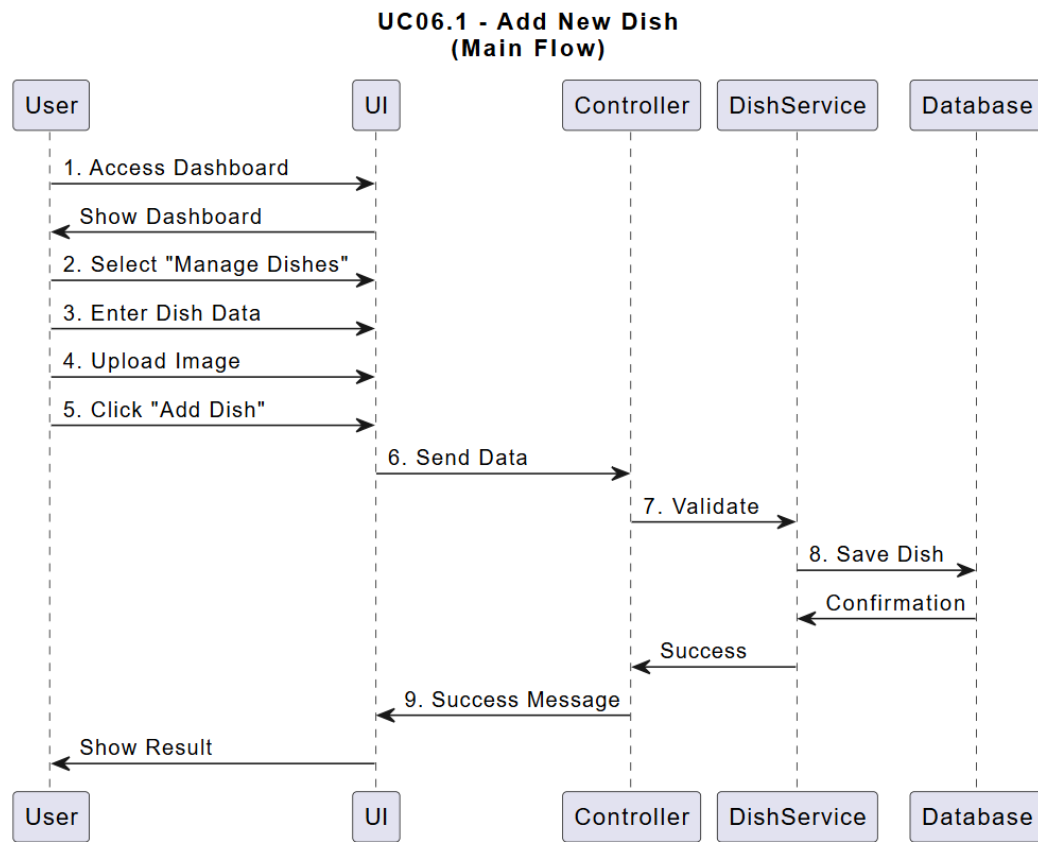 UC06.1 - Add New Dish
(Main Flow)
User
UI
Controller
DishService
Database
1. Access Dashboard
Show Dashboard
2. Select "Manage Dishes"
3. Enter Dish Data
4. Upload Image
5. Click "Add Dish"
6. Send Data
7. Validate
8. Save Dish
Confirmation
Success
9. Success Message
Show Result
User
UI
Controller
DishService
Database